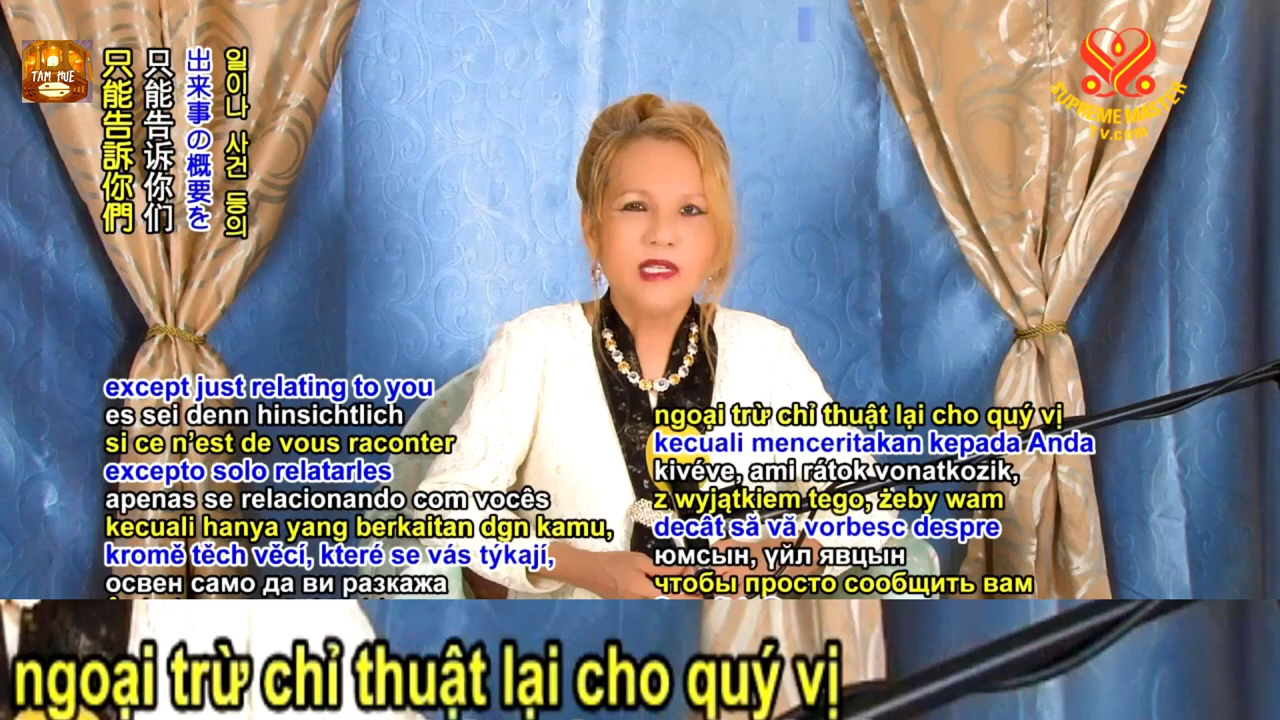 TAM HUE
只能告訴你們
只能告诉你们
出来事の概要を
일이나 사건 등의
SUPREME MASTER
TV.com
except just relating to you
es sei denn hinsichtlich
si ce n’est de vous raconter
excepto solo relatarles
apenas se relacionando com vocês
kecuali hanya yang berkaitan dgn kamu,
kromě těch věcí, které se vás týkají,
освен само да ви разкажа
ngoại trừ chỉ thuật lại cho quý vị
kecuali menceritakan kepada Anda
kivéve, ami rátok vonatkozik,
z wyjątkiem tego, żeby wam
decât să vă vorbesc despre
юмсын, үйл явцын
чтобы просто сообщить вам
ngoại trừ chỉ thuật lại cho quý vị